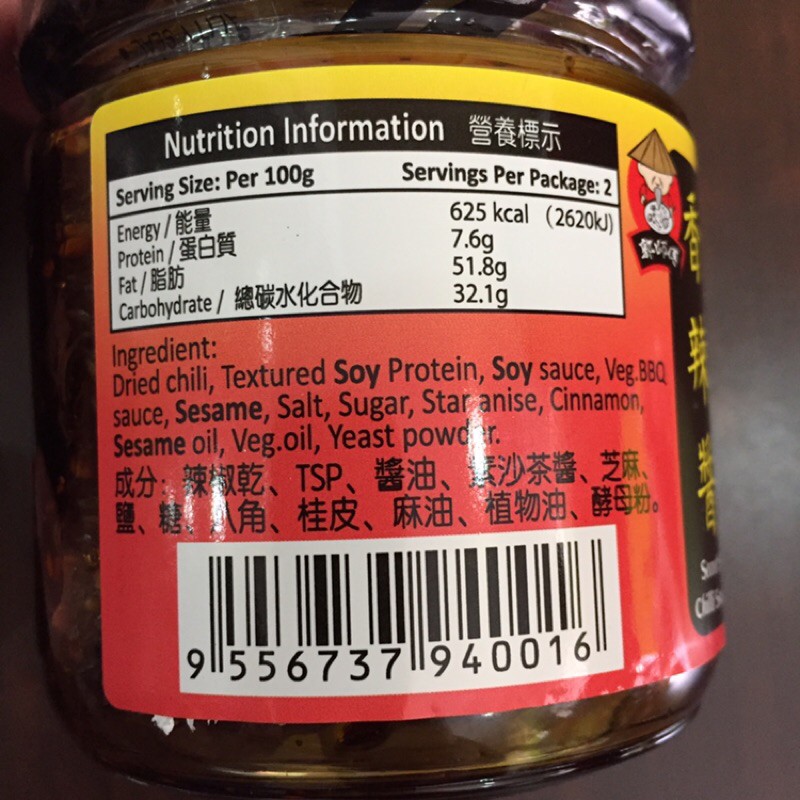 Nutrition Information 營養標示
Serving Size: Per 100g Servings Per Package: 2
Energy / 能量 625 kcal (2620kJ)
Protein / 蛋白質 7.6g
Fat / 脂肪 51.8g
Carbohydrate / 總碳水化合物 32.1g
Ingredient:
Dried chili, Textured Soy Protein, Soy sauce, Veg.BBQ
sauce, Sesame, Salt, Sugar, Star anise, Cinnamon,
Sesame oil, Veg.oil, Yeast powder.
成分：辣椒乾、TSP、醬油、素沙茶醬、芝麻、
鹽、糖、八角、桂皮、麻油、植物油、酵母粉。
9 556737 940016
香辣醬